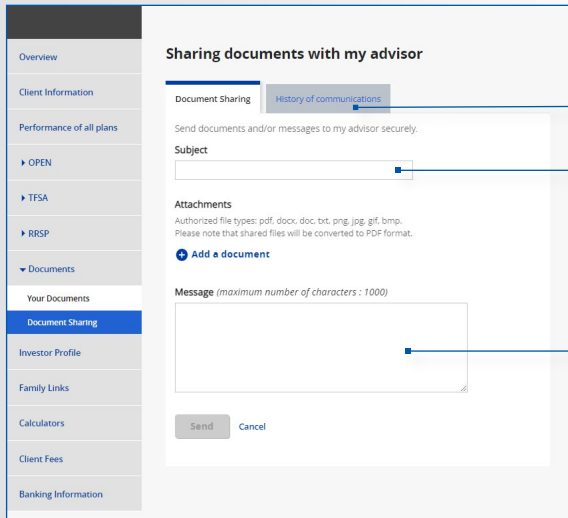 Overview
Client Information
Performance of all plans
OPEN
TFSA
RRSP
Documents
Your Documents
Document Sharing
Investor Profile
Family Links
Calculators
Client Fees
Banking Information
Sharing documents with my advisor
Document Sharing
History of communications
Send documents and/or messages to my advisor securely.
Subject
Attachments
Authorized file types: pdf, docx, doc, txt, png, jpg, gif, bmp.
Please note that shared files will be converted to PDF format.
Add a document
Message (maximum number of characters : 1000)
Send
Cancel